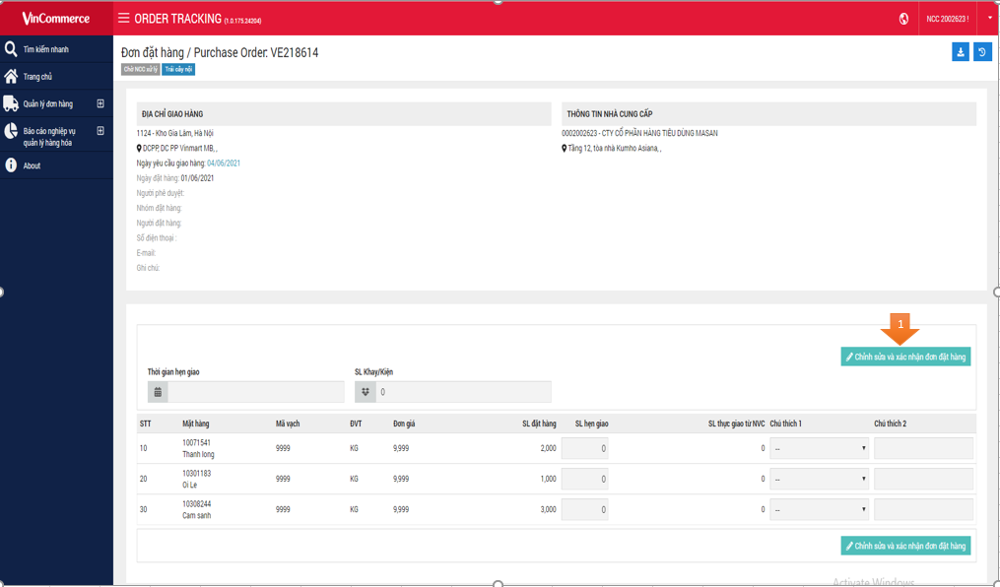 VinCommerce
ORDER TRACKING (1.0.175.24204)
NCC 2002623 !
Tìm kiếm nhanh
Trang chủ
Quản lý đơn hàng
Báo cáo nghiệp vụ
quản lý hàng hóa
About
Đơn đặt hàng / Purchase Order: VE218614
Chờ NCC xử lý Trái cây nội
ĐỊA CHỈ GIAO HÀNG
1124 - Kho Gia Lâm, Hà Nội
DCPP, DC PP Vinmart MB, ,
Ngày yêu cầu giao hàng: 04/06/2021
Ngày đặt hàng: 01/06/2021
Người phê duyệt:
Nhóm đặt hàng:
Người đặt hàng:
Số điện thoại :
E-mail:
Ghi chú:
THÔNG TIN NHÀ CUNG CẤP
0002002623 - CTY CỔ PHẦN HÀNG TIÊU DÙNG MASAN
Tầng 12, tòa nhà Kumho Asiana, ,
1
Chỉnh sửa và xác nhận đơn đặt hàng
Thời gian hẹn giao SL Khay/Kiện
0
STT Mặt hàng Mã vạch ĐVT Đơn giá SL đặt hàng SL hẹn giao SL thực giao từ NVC Chú thích 1 Chú thích 2
10 10071541 9999 KG 9,999 2,000 0 0 --
Thanh long
20 10301183 9999 KG 9,999 1,000 0 0 --
Oi Le
30 10308244 9999 KG 9,999 3,000 0 0 --
Cam sanh
Chỉnh sửa và xác nhận đơn đặt hàng
Activate Windows